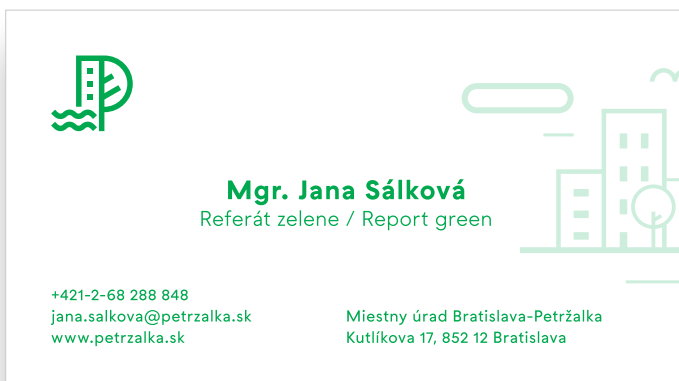 Mgr. Jana Sálková
Referát zelene / Report green
+421-2-68 288 848
jana.salkova@petrzalka.sk
www.petrzalka.sk
Miestny úrad Bratislava-Petržalka
Kutlíkova 17, 852 12 Bratislava